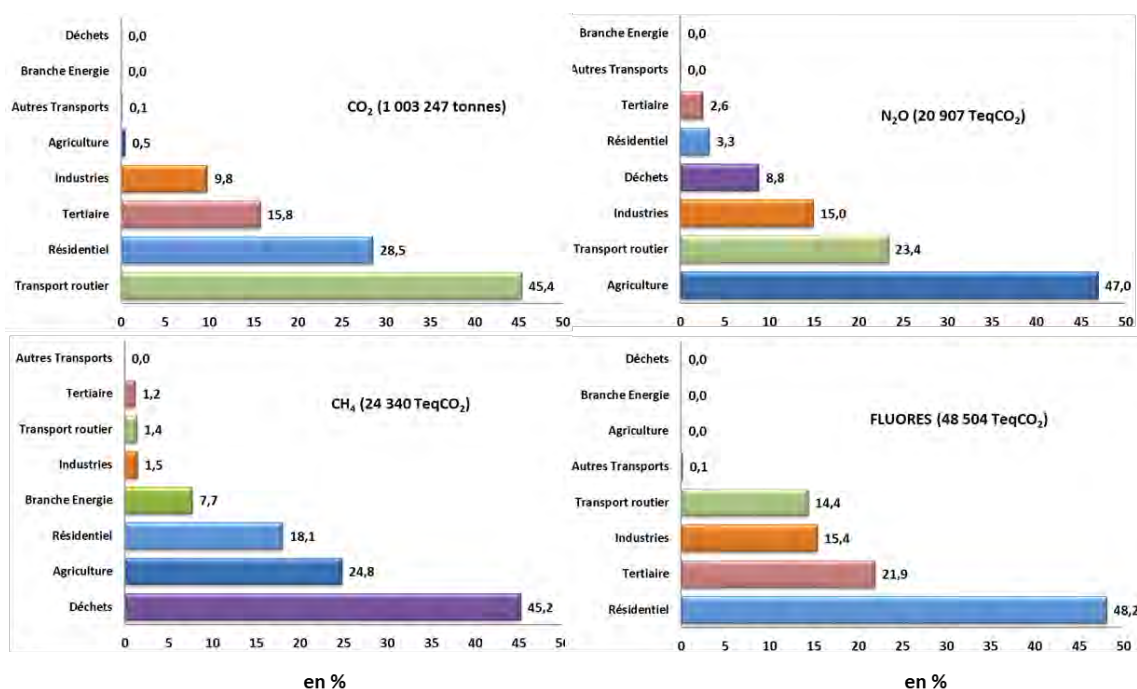 Déchets 0,0
Branche Energie 0,0
Autres Transports 0,1
Agriculture 0,5
Industries 9,8
Tertiaire 15,8
Résidentiel 28,5
Transport routier 45,4
CO₂ (1 003 247 tonnes)
0 5 10 15 20 25 30 35 40 45 50
Branche Energie 0,0
Autres Transports 0,0
Tertiaire 2,6
Résidentiel 3,3
Déchets 8,8
Industries 15,0
Transport routier 23,4
Agriculture 47,0
N₂O (20 907 TeqCO₂)
0 5 10 15 20 25 30 35 40 45 50
Autres Transports 0,0
Tertiaire 1,2
Transport routier 1,4
Industries 1,5
Branche Energie 7,7
Résidentiel 18,1
Agriculture 24,8
Déchets 45,2
CH₄ (24 340 TeqCO₂)
0 5 10 15 20 25 30 35 40 45 50
en %
Déchets 0,0
Branche Energie 0,0
Agriculture 0,0
Autres Transports 0,1
Transport routier 14,4
Industries 15,4
Tertiaire 21,9
Résidentiel 48,2
FLUORES (48 504 TeqCO₂)
0 5 10 15 20 25 30 35 40 45 50
en %